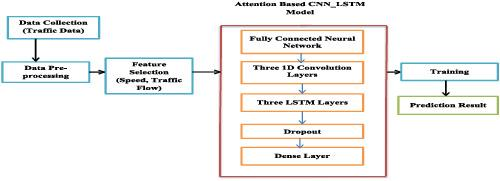 Attention Based CNN_LSTM
Model
Data Collection
(Traffic Data)
Data Pre-
processing
Feature
Selection
(Speed, Traffic
Flow)
Fully Connected Neural
Network
Three 1D Convolution
Layers
Three LSTM Layers
Dropout
Dense Layer
Training
Prediction Result